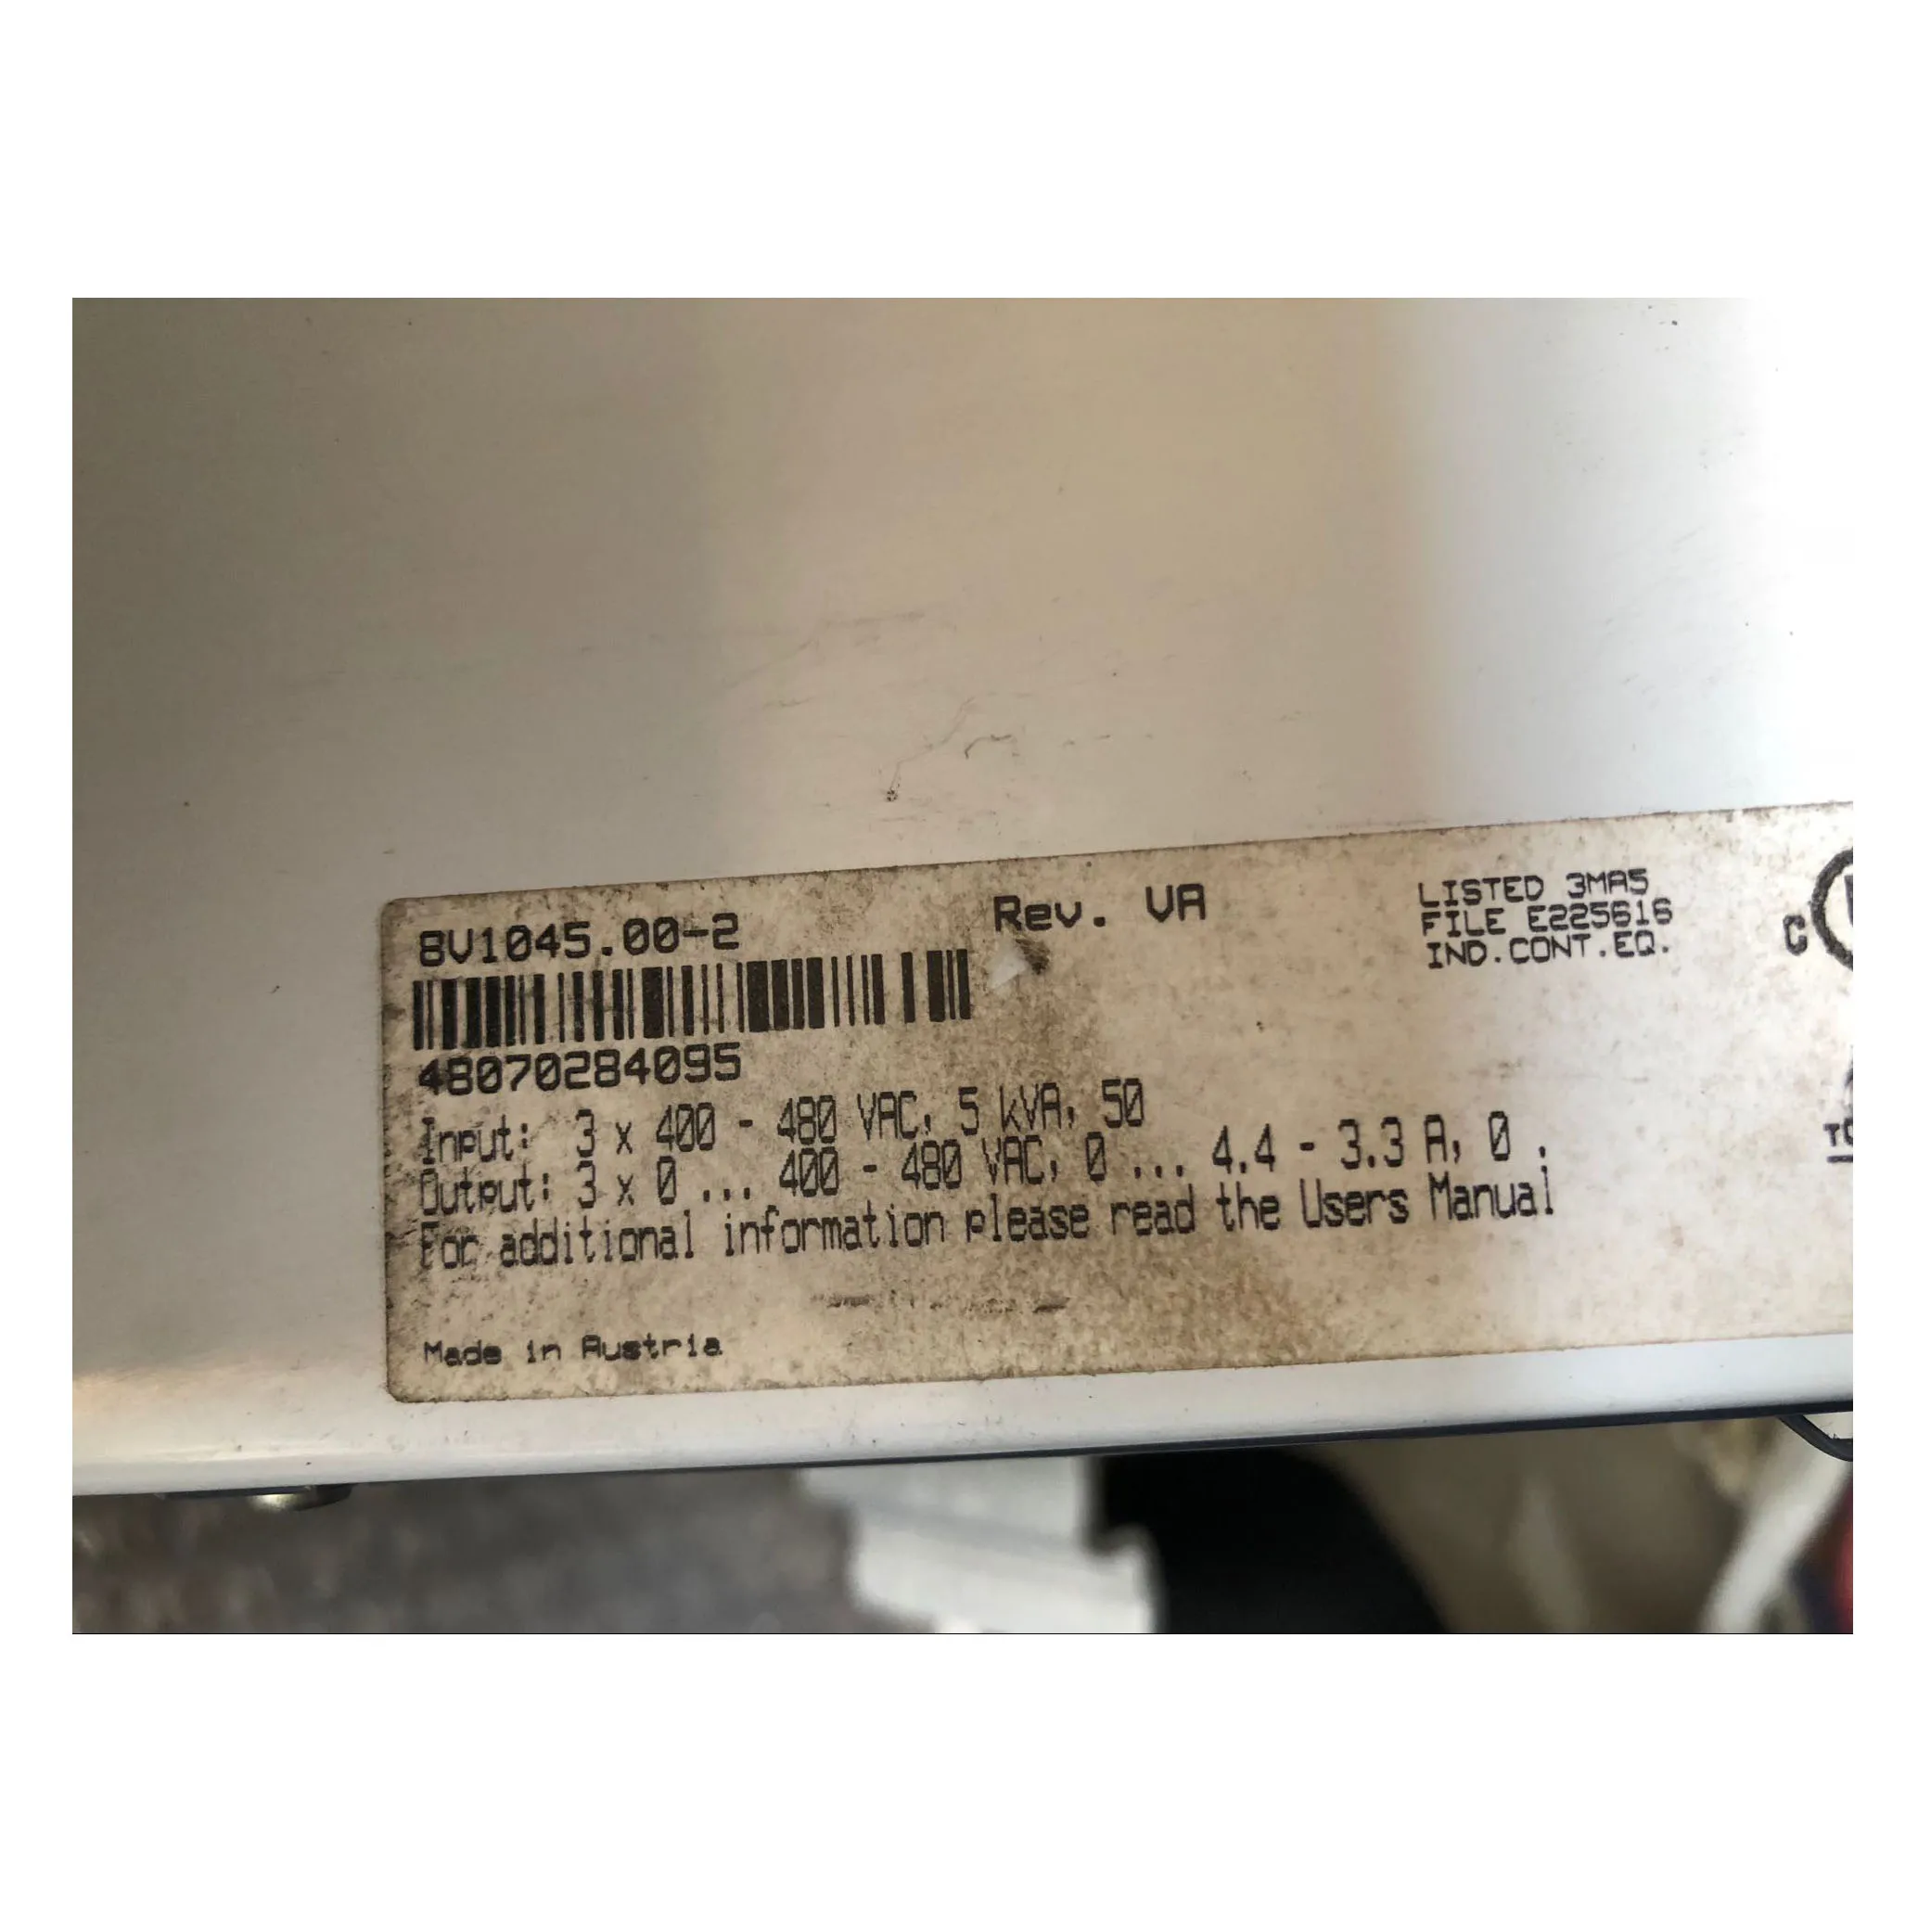 8V1045.00-2
Rev. VA
LISTED 3MA5
FILE E225616
IND.CONT.EQ.
C
48070284095
Input: 3 x 400 - 480 VAC, 5 kVA, 50
Output: 3 x 0 ... 400 - 480 VAC, 0 ... 4.4 - 3.3 A, 0 .
For additional information please read the Users Manual
Made in Austria